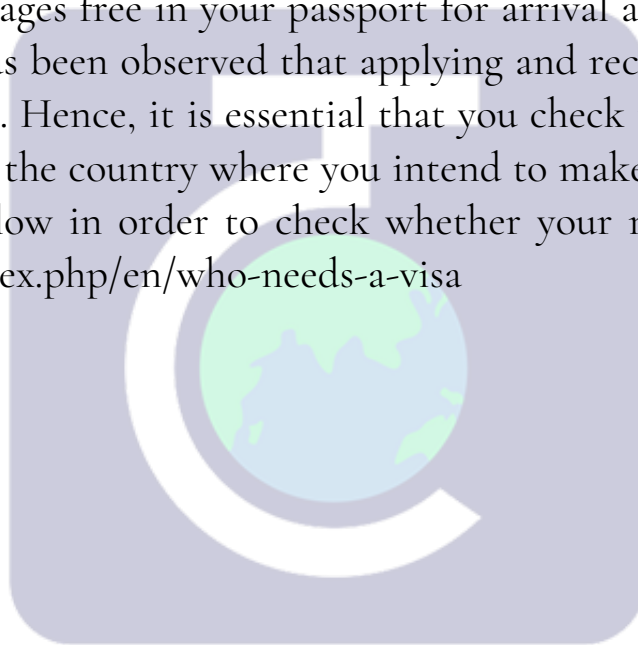 ages free in your passport for arrival a
s been observed that applying and rec
. Hence, it is essential that you check
the country where you intend to make
low in order to check whether your
ex.php/en/who-needs-a-visa